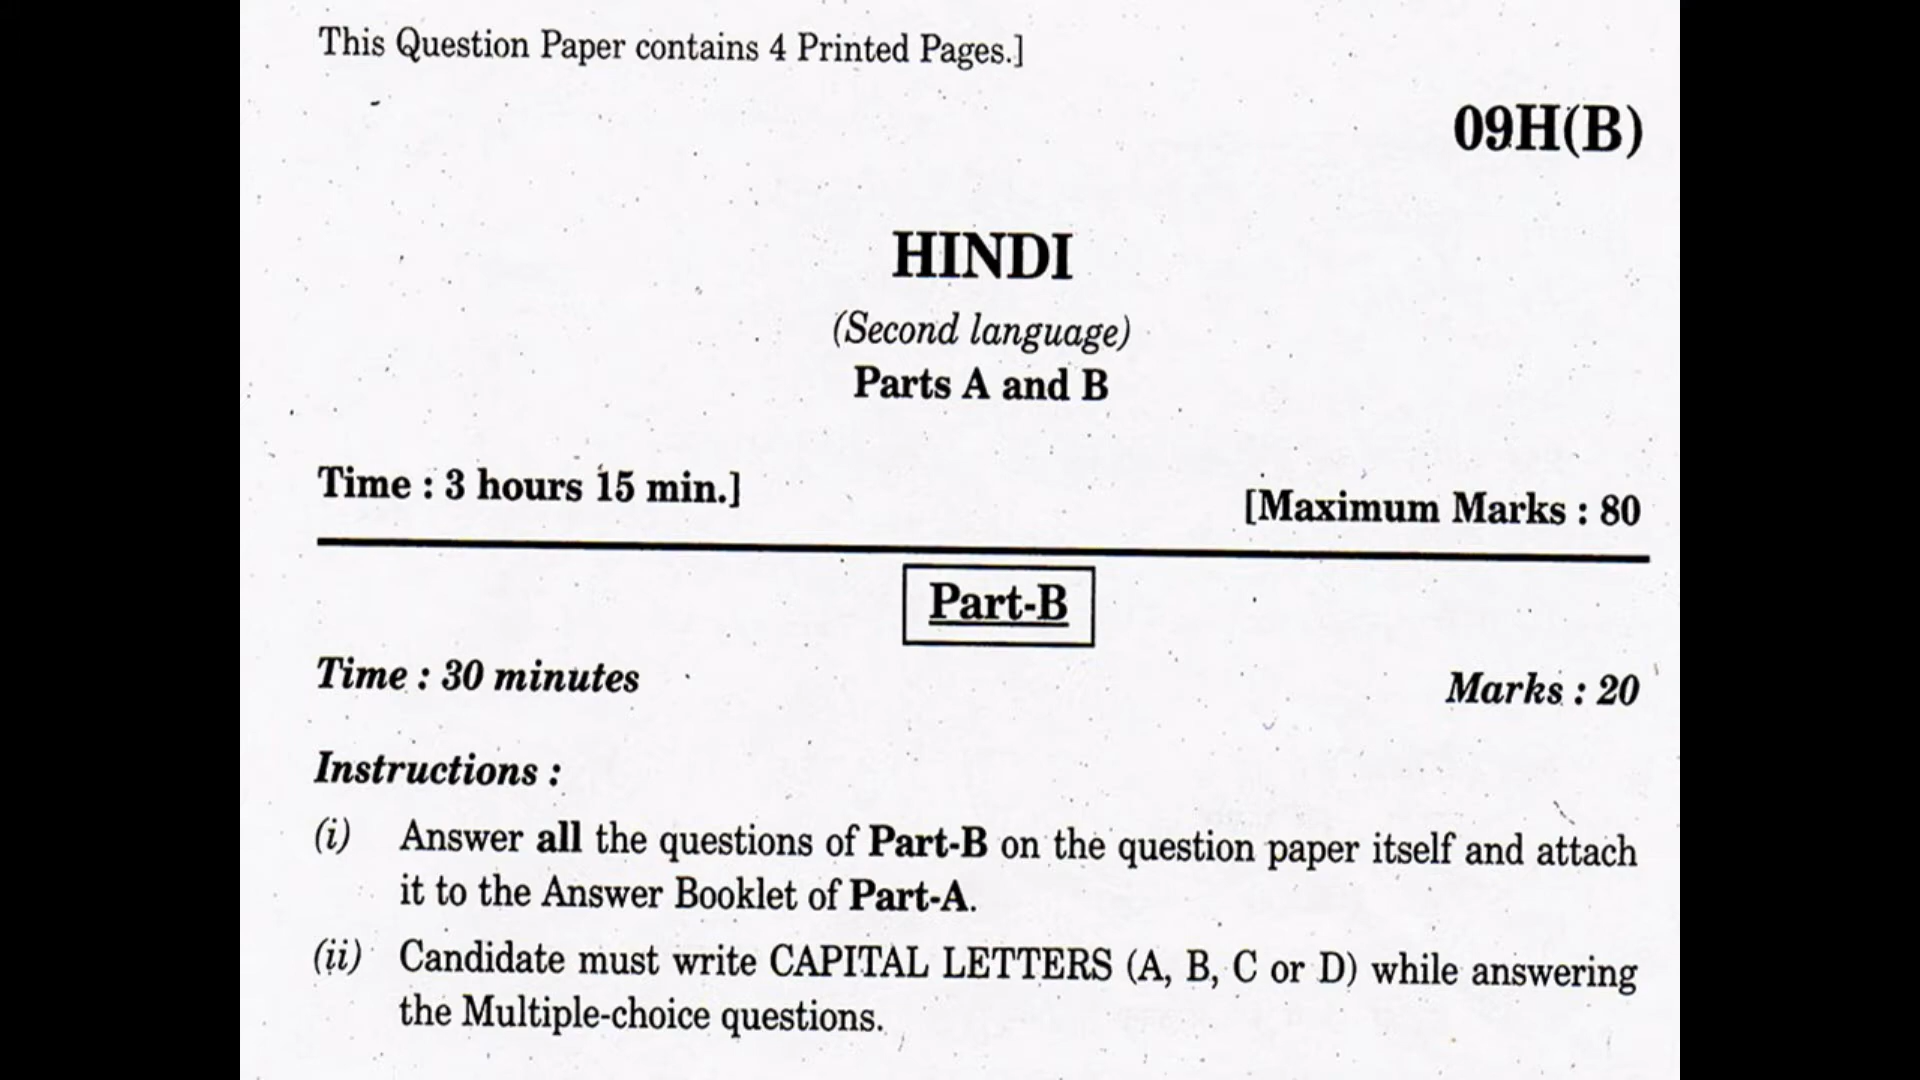 This Question Paper contains 4 Printed Pages.]
09H(B)
HINDI
(Second language)
Parts A and B
Time : 3 hours 15 min.]
[Maximum Marks : 80
Part-B
Time : 30 minutes
Marks : 20
Instructions :
(i) Answer all the questions of Part-B on the question paper itself and attach
it to the Answer Booklet of Part-A.
(ii) Candidate must write CAPITAL LETTERS (A, B, C or D) while answering
the Multiple-choice questions.